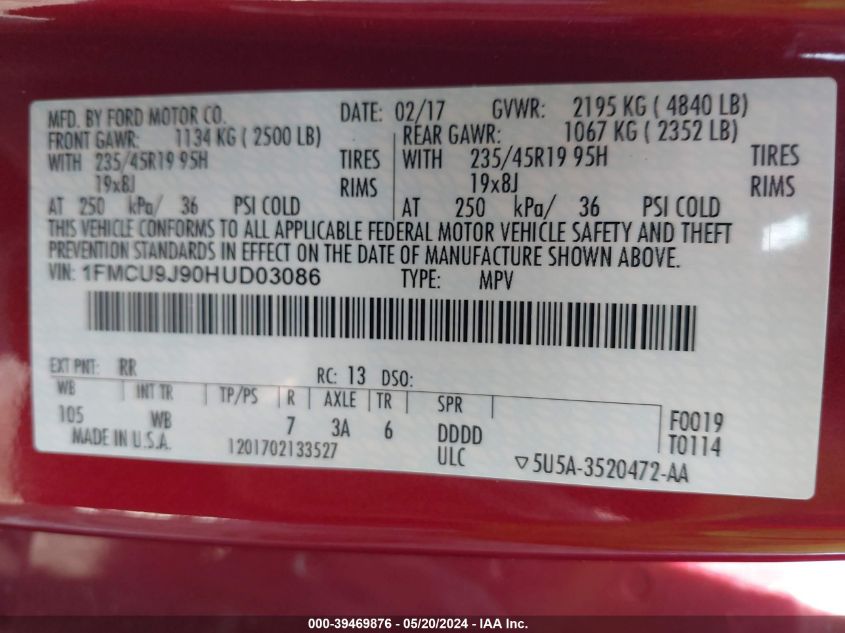 MFD. BY FORD MOTOR CO. DATE: 02/17 GVWR: 2195 KG ( 4840 LB)
FRONT GAWR: 1134 KG ( 2500 LB) REAR GAWR: 1067 KG ( 2352 LB)
WITH 235/45R19 95H TIRES WITH 235/45R19 95H TIRES
19x8J RIMS 19x8J RIMS
AT 250 kPa/ 36 PSI COLD AT 250 kPa/ 36 PSI COLD
THIS VEHICLE CONFORMS TO ALL APPLICABLE FEDERAL MOTOR VEHICLE SAFETY AND THEFT
PREVENTION STANDARDS IN EFFECT ON THE DATE OF MANUFACTURE SHOWN ABOVE.
VIN: 1FMCU9J90HUD03086 TYPE: MPV
EXT PNT: RR RC: 13 DSO:
WB INT TR TP/PS R AXLE TR SPR
105 WB 7 3A 6 DDDD F0019
MADE IN U.S.A. 1201702133527 ULC T0114
▽5U5A-3520472-AA
000-39469876 - 05/20/2024 - IAA Inc.